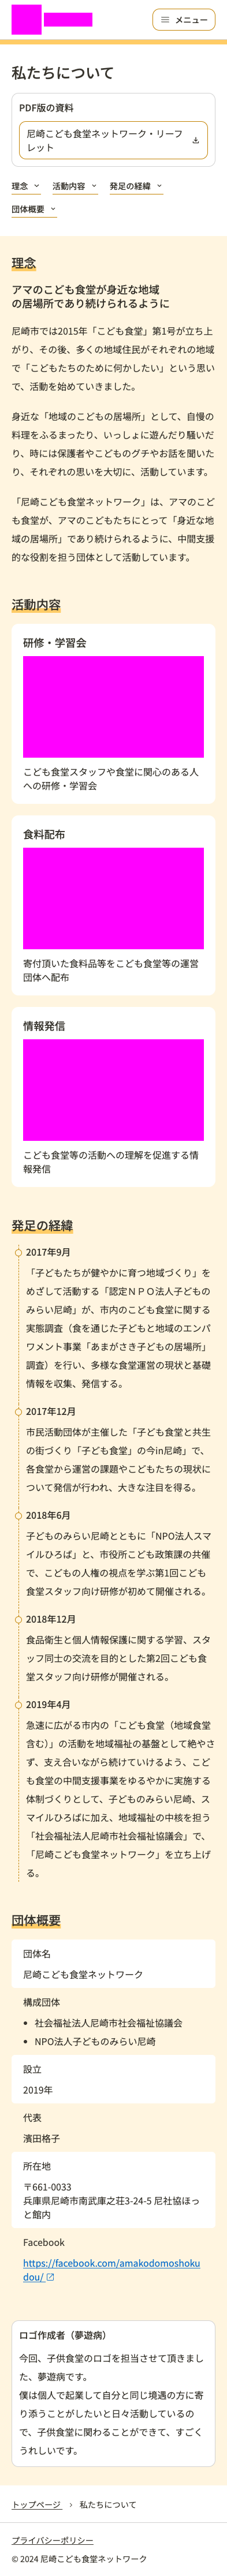 メニュー
私たちについて
PDF版の資料
尼崎こども食堂ネットワーク・リーフ
レット
理念
活動内容
発足の経緯
団体概要
理念
アマのこども食堂が身近な地域
の居場所であり続けられるように
尼崎市では2015年「こども食堂」第1号が立ち上
がり、その後、多くの地域住民がそれぞれの地域
で「こどもたちのために何かしたい」という思い
で、活動を始めていきました。
身近な「地域のこどもの居場所」として、自慢の
料理をふるまったり、いっしょに遊んだり騒いだ
り、時には保護者やこどものグチやお話を聞いた
り、それぞれの思いを大切に、活動しています。
「尼崎こども食堂ネットワーク」は、アマのこど
も食堂が、アマのこどもたちにとって「身近な地
域の居場所」であり続けられるように、中間支援
的な役割を担う団体として活動しています。
活動内容
研修・学習会
こども食堂スタッフや食堂に関心のある人
への研修・学習会
食料配布
寄付頂いた食料品等をこども食堂等の運営
団体へ配布
情報発信
こども食堂等の活動への理解を促進する情
報発信
発足の経緯
2017年9月
「子どもたちが健やかに育つ地域づくり」を
めざして活動する「認定ＮＰＯ法人子どもの
みらい尼崎」が、市内のこども食堂に関する
実態調査（食を通じた子どもと地域のエンパ
ワメント事業「あまがさき子どもの居場所」
調査）を行い、多様な食堂運営の現状と基礎
情報を収集、発信する。
2017年12月
市民活動団体が主催した「子ども食堂と共生
の街づくり「子ども食堂」の今in尼崎」で、
各食堂から運営の課題やこどもたちの現状に
ついて発信が行われ、大きな注目を得る。
2018年6月
子どものみらい尼崎とともに「NPO法人スマ
イルひろば」と、市役所こども政策課の共催
で、こどもの人権の視点を学ぶ第1回こども
食堂スタッフ向け研修が初めて開催される。
2018年12月
食品衛生と個人情報保護に関する学習、スタ
ッフ同士の交流を目的とした第2回こども食
堂スタッフ向け研修が開催される。
2019年4月
急速に広がる市内の「こども食堂（地域食堂
含む）」の活動を地域福祉の基盤として絶やさ
ず、支え合いながら続けていけるよう、こど
も食堂の中間支援事業をゆるやかに実施する
体制づくりとして、子どものみらい尼崎、ス
マイルひろばに加え、地域福祉の中核を担う
「社会福祉法人尼崎市社会福祉協議会」で、
「尼崎こども食堂ネットワーク」を立ち上げ
る。
団体概要
団体名
尼崎こども食堂ネットワーク
構成団体
社会福祉法人尼崎市社会福祉協議会
NPO法人子どものみらい尼崎
設立
2019年
代表
濱田格子
所在地
〒661-0033
兵庫県尼崎市南武庫之荘3-24-5 尼社協ほっ
と館内
Facebook
https://facebook.com/amakodomoshoku
dou/
ロゴ作成者（夢遊病）
今回、子供食堂のロゴを担当させて頂きまし
た、夢遊病です。
僕は個人で起業して自分と同じ境遇の方に寄
り添うことがしたいと日々活動しているの
で、子供食堂に関わることができて、すごく
うれしいです。
トップページ 私たちについて
プライバシーポリシー
© 2024 尼崎こども食堂ネットワーク